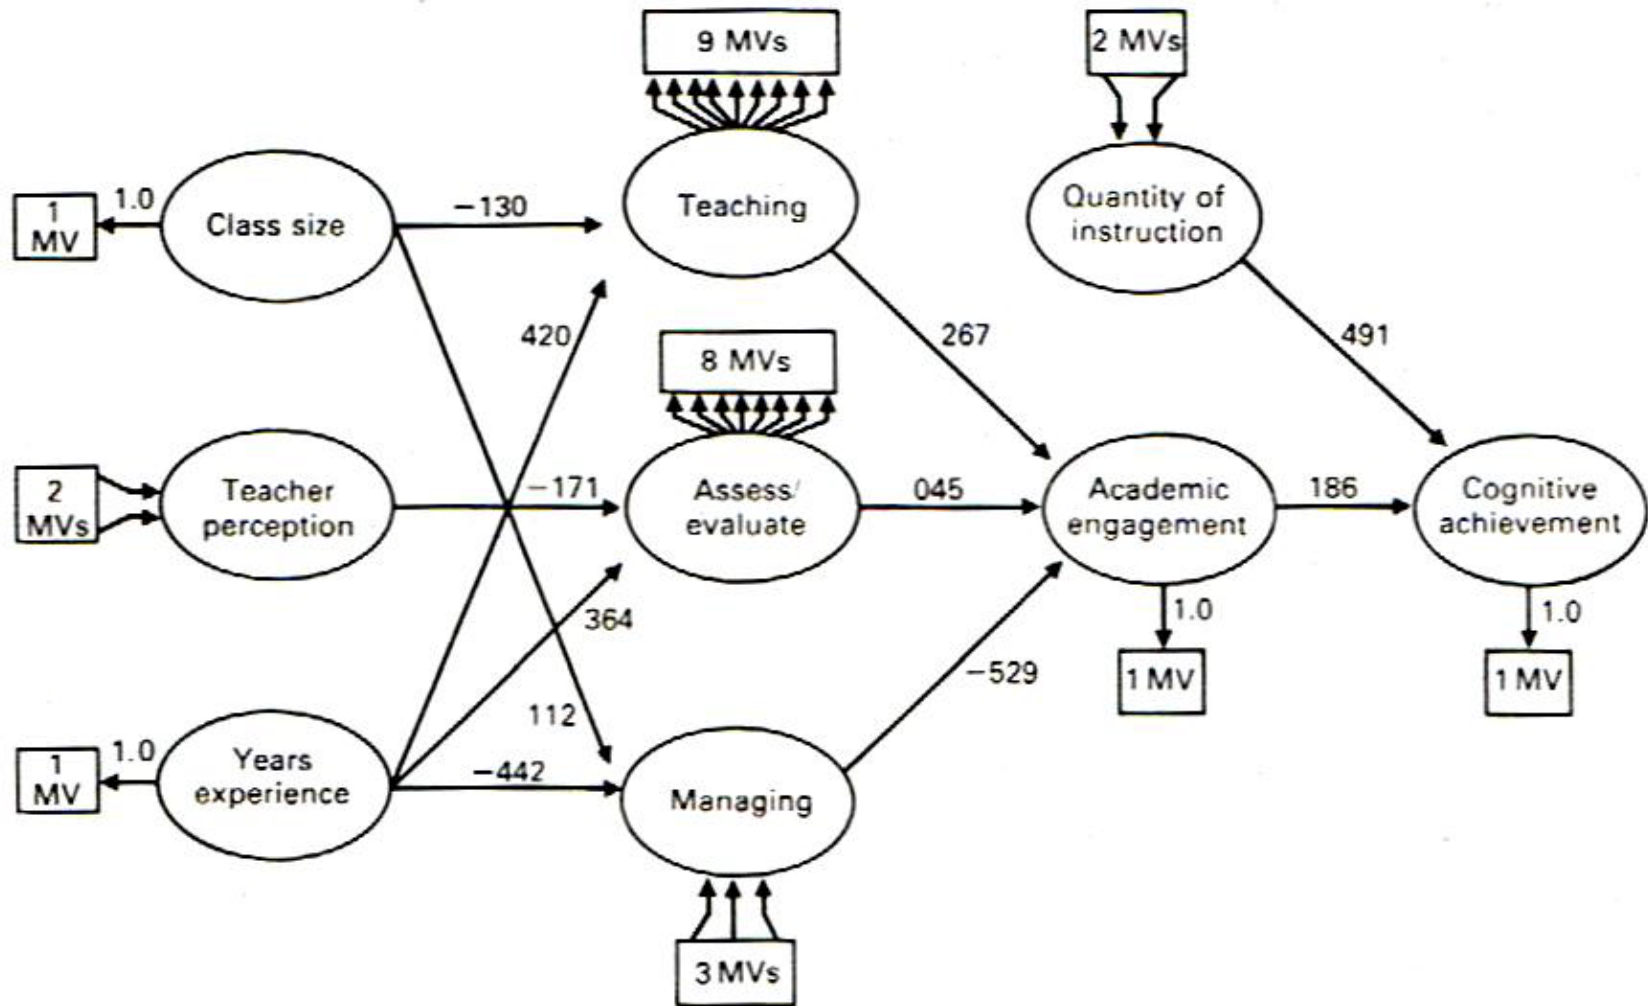 9 MVs
2 MVs
1
MV
1.0
Class size
−130
Teaching
Quantity of
instruction
420
267
491
8 MVs
2
MVs
Teacher
perception
−171
Assess/
evaluate
045
Academic
engagement
186
Cognitive
achievement
364
1.0
1.0
1 MV
1 MV
−529
112
1
MV
1.0
Years
experience
−442
Managing
3 MVs